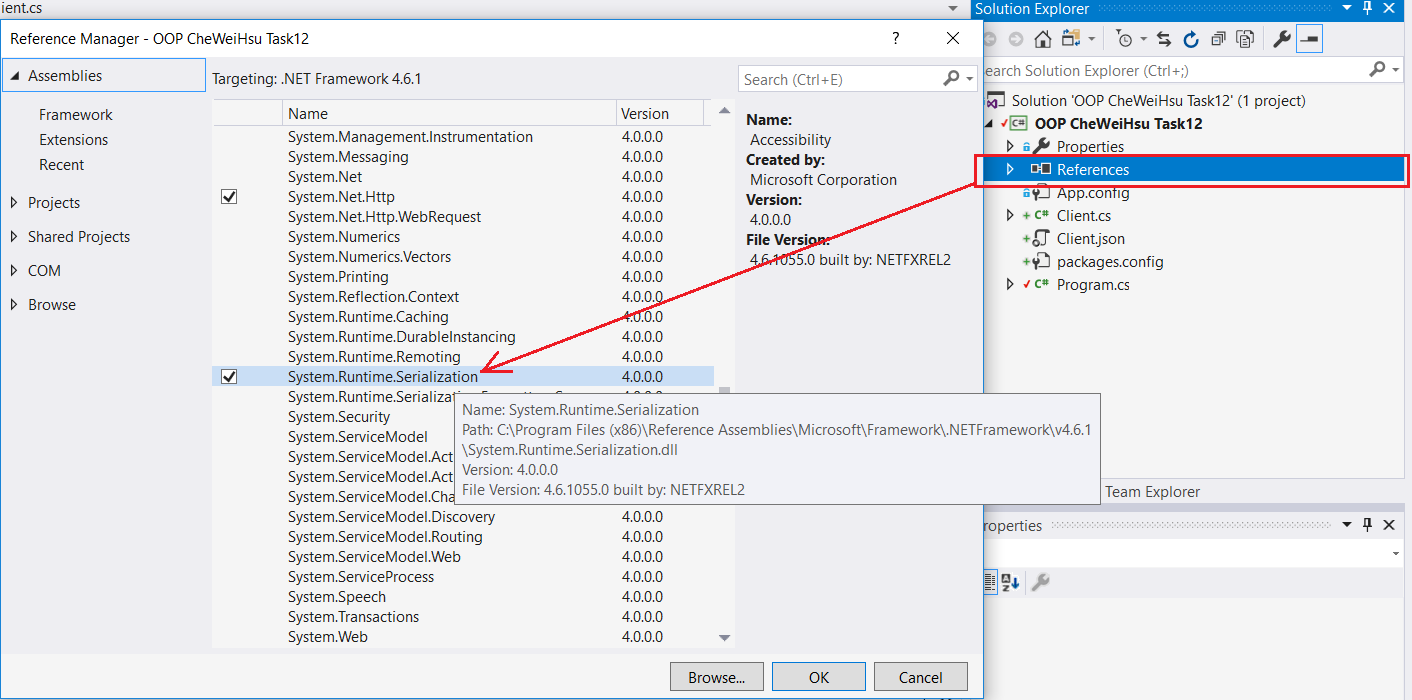 ient.cs
Reference Manager - OOP CheWeiHsu Task12
?
Assemblies
Framework
Extensions
Recent
Projects
Shared Projects
COM
Browse
Targeting: .NET Framework 4.6.1
Search (Ctrl+E)
Name Version
System.Management.Instrumentation 4.0.0.0
System.Messaging 4.0.0.0
System.Net 4.0.0.0
System.Net.Http 4.0.0.0
System.Net.Http.WebRequest 4.0.0.0
System.Numerics 4.0.0.0
System.Numerics.Vectors 4.0.0.0
System.Printing 4.0.0.0
System.Reflection.Context 4.0.0.0
System.Runtime.Caching 4.0.0.0
System.Runtime.DurableInstancing 4.0.0.0
System.Runtime.Remoting 4.0.0.0
System.Runtime.Serialization 4.0.0.0
System.Runtime.Serializa
System.Security
System.ServiceModel
System.ServiceModel.Act
System.ServiceModel.Act
System.ServiceModel.Cha
System.ServiceModel.Discovery 4.0.0.0
System.ServiceModel.Routing 4.0.0.0
System.ServiceModel.Web 4.0.0.0
System.ServiceProcess 4.0.0.0
System.Speech 4.0.0.0
System.Transactions 4.0.0.0
System.Web 4.0.0.0
Name:
Accessibility
Created by:
Microsoft Corporation
Version:
4.0.0.0
File Version:
4.6.1055.0 built by: NETFXREL2
Name: System.Runtime.Serialization
Path: C:\Program Files (x86)\Reference Assemblies\Microsoft\Framework\.NETFramework\v4.6.1
\System.Runtime.Serialization.dll
Version: 4.0.0.0
File Version: 4.6.1055.0 built by: NETFXREL2
Browse...
OK
Cancel
Solution Explorer
earch Solution Explorer (Ctrl+;)
Solution 'OOP CheWeiHsu Task12' (1 project)
C# OOP CheWeiHsu Task12
Properties
References
App.config
C# Client.cs
Client.json
packages.config
C# Program.cs
Team Explorer
roperties